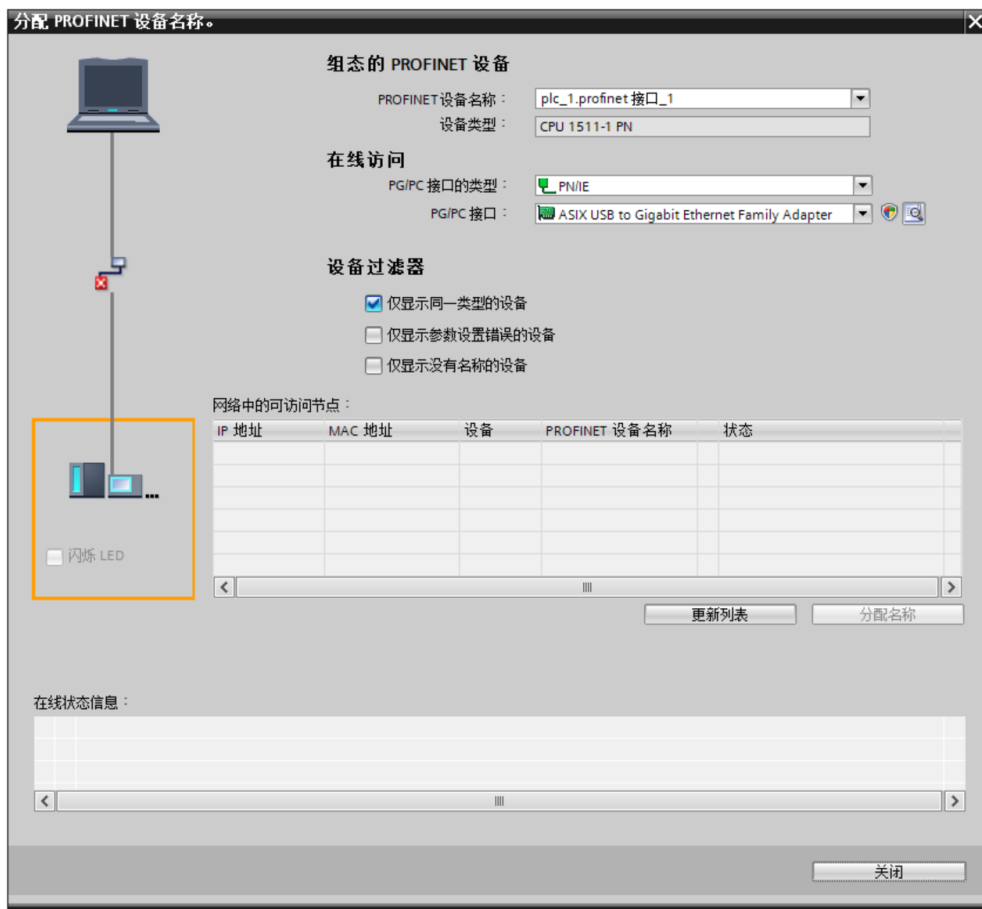 分配 PROFINET 设备名称。
组态的 PROFINET 设备
PROFINET设备名称：
plc_1.profinet 接口_1
设备类型：
CPU 1511-1 PN
在线访问
PG/PC 接口的类型：
PN/IE
PG/PC 接口：
ASIX USB to Gigabit Ethernet Family Adapter
设备过滤器
仅显示同一类型的设备
仅显示参数设置错误的设备
仅显示没有名称的设备
网络中的可访问节点：
IP 地址 MAC 地址 设备 PROFINET 设备名称 状态
闪烁 LED
更新列表 分配名称
在线状态信息：
关闭